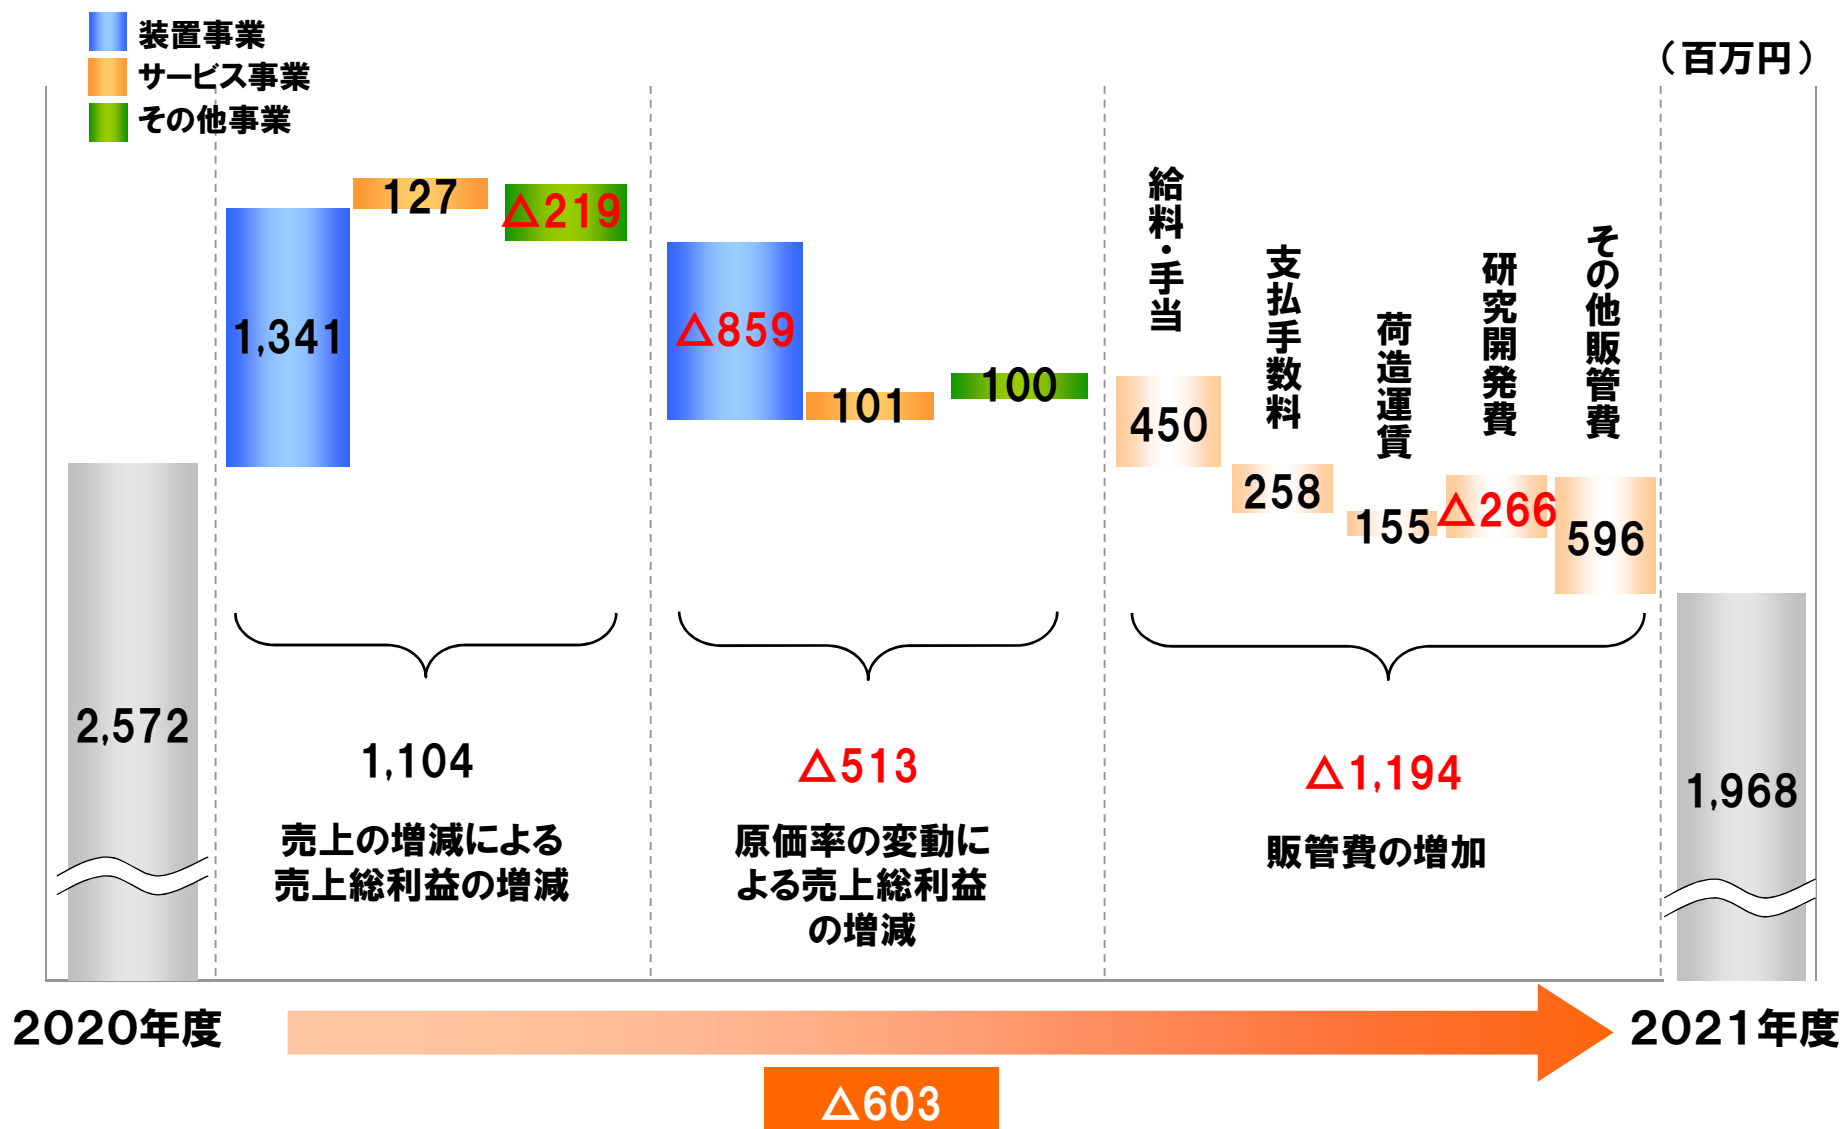 装置事業
サービス事業
その他事業
（百万円）
1,341
127
△219
△859
101
100
給料・手当
支払手数料
荷造運賃
研究開発費
その他販管費
450
258
155
△266
596
2,572
1,104
売上の増減による
売上総利益の増減
△513
原価率の変動に
よる売上総利益
の増減
△1,194
販管費の増加
1,968
2020年度
2021年度
△603